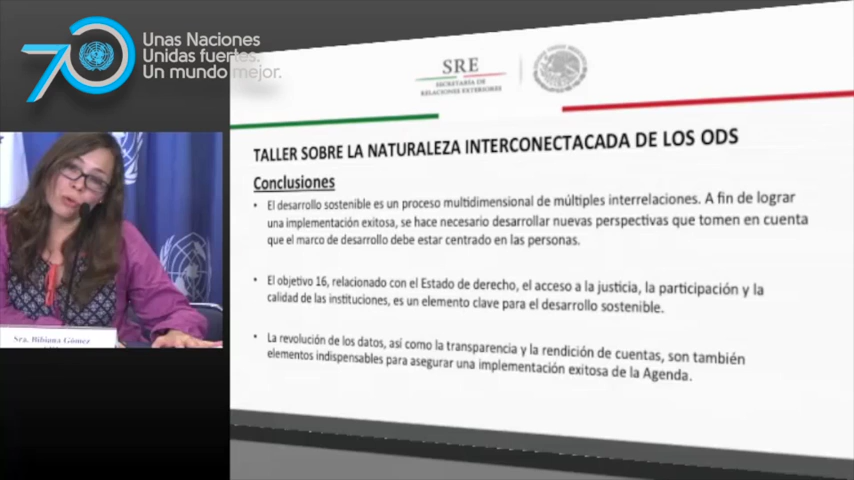 70
Unas Naciones
Unidas fuertes.
Un mundo mejor.
SRE
SECRETARÍA DE
RELACIONES EXTERIORES
TALLER SOBRE LA NATURALEZA INTERCONECTACADA DE LOS ODS
Conclusiones
• El desarrollo sostenible es un proceso multidimensional de múltiples interrelaciones. A fin de lograr
una implementación exitosa, se hace necesario desarrollar nuevas perspectivas que tomen en cuenta
que el marco de desarrollo debe estar centrado en las personas.
• El objetivo 16, relacionado con el Estado de derecho, el acceso a la justicia, la participación y la
calidad de las instituciones, es un elemento clave para el desarrollo sostenible.
• La revolución de los datos, así como la transparencia y la rendición de cuentas, son también
elementos indispensables para asegurar una implementación exitosa de la Agenda.
Sra. Bibiana Gómez